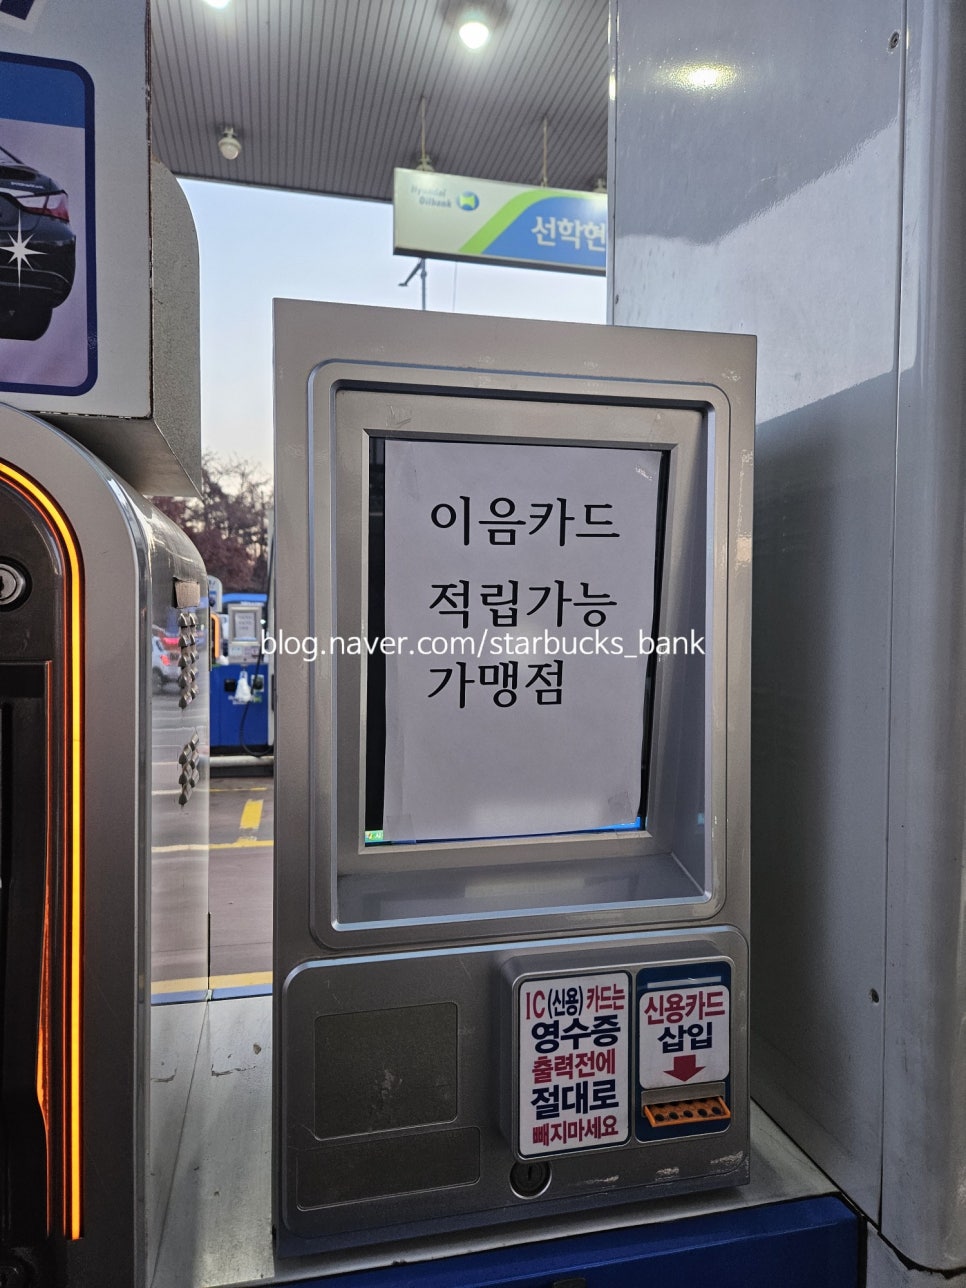 Hyundai
Oilbank
선학현
이음카드
적립가능
blog.naver.com/starbucks_bank
가맹점
IC(신용) 카드는
영수증
출력전에
절대로
빼지마세요
신용카드
삽입